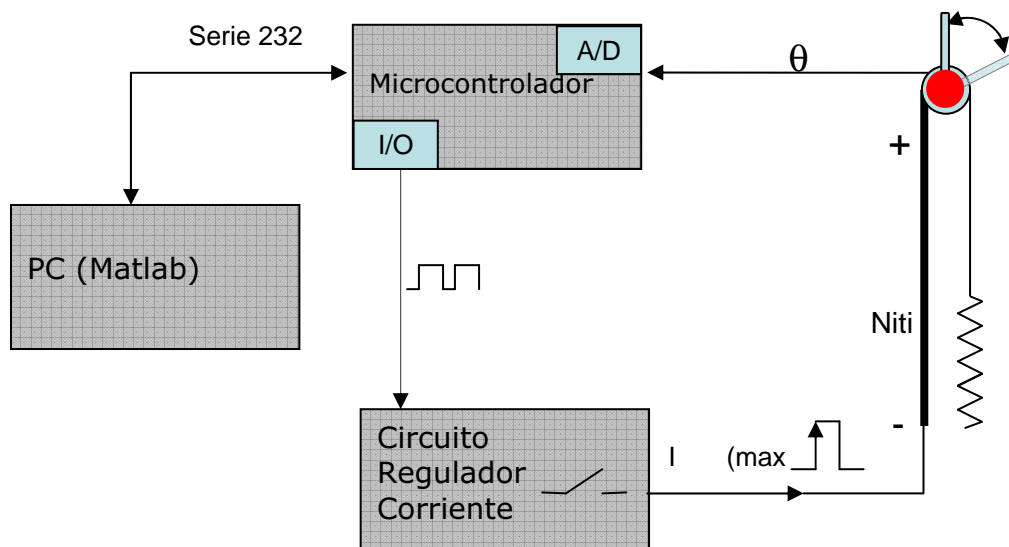 Serie 232
A/D
Microcontrolador
I/O
θ
+
PC (Matlab)
Niti
-
Circuito
Regulador
Corriente
I (max